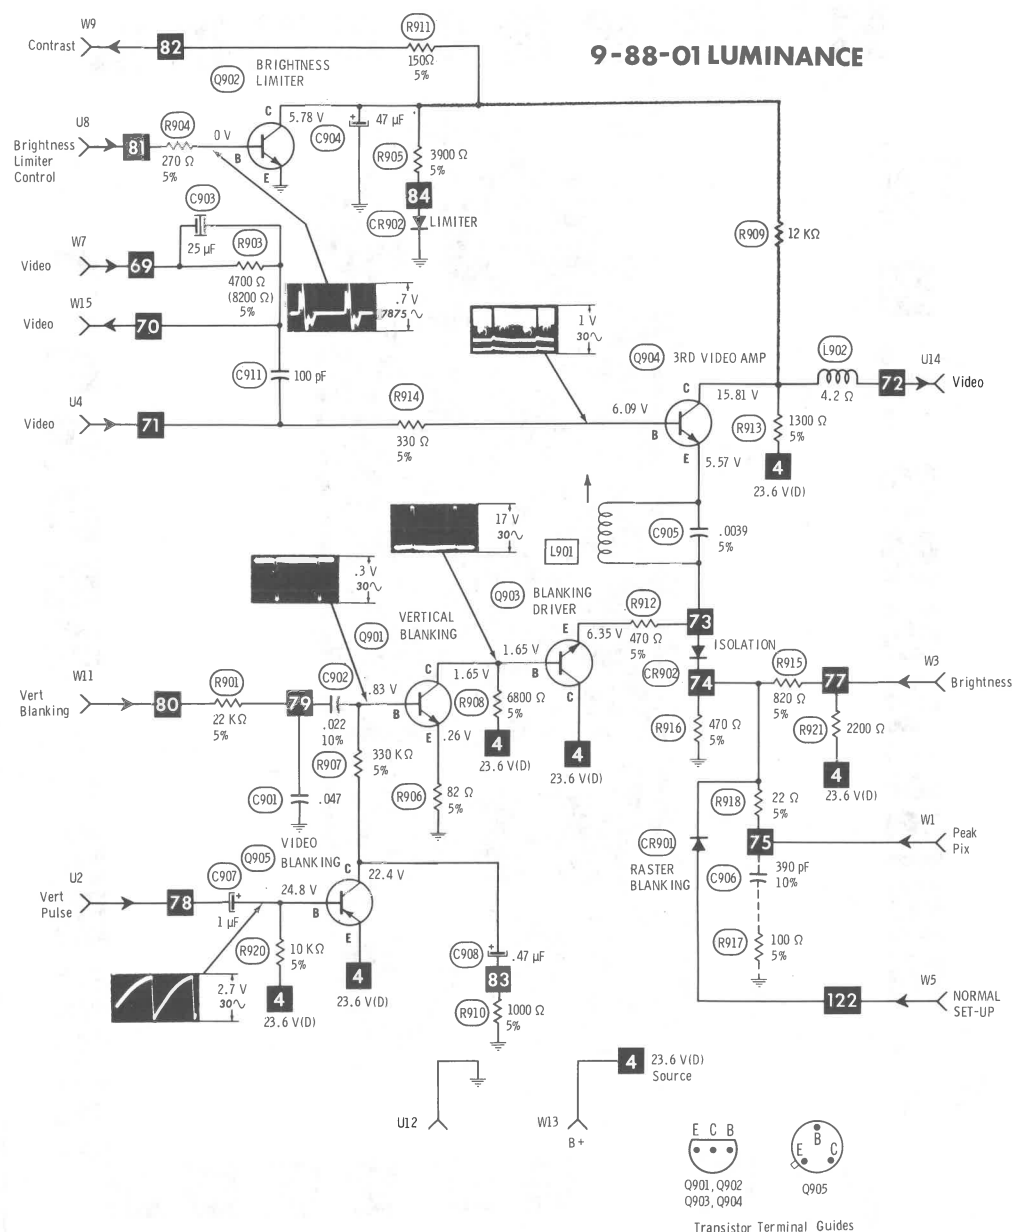 W9
Contrast
82
R911
150Ω
5%
9-88-01 LUMINANCE
BRIGHTNESS
LIMITER
Q902
C
5.78 V
47 µF
+
C904
R905
3900 Ω
5%
84
CR902
LIMITER
U8
Brightness
Limiter
Control
81
R904
270 Ω
5%
0 V
B
E
C903
25 µF
W7
Video
69
R903
4700 Ω
(8200 Ω)
5%
W15
Video
70
.7 V
7875
C911
100 pF
1 V
30
R909
12 KΩ
Q904
3RD VIDEO AMP
L902
4.2 Ω
72
U14
Video
U4
Video
71
R914
330 Ω
5%
6.09 V
B
C
15.81 V
E
5.57 V
R913
1300 Ω
5%
4
23.6 V(D)
17 V
30
L901
C905
.0039
5%
.3 V
30
Q901
VERTICAL
BLANKING
Q903
BLANKING
DRIVER
E
6.35 V
R912
470 Ω
5%
73
ISOLATION
CR902
74
R915
820 Ω
5%
77
W3
Brightness
W11
Vert
Blanking
80
R901
22 KΩ
5%
79
C902
.022
10%
.83 V
B
C
1.65 V
1.65 V
B
C
R908
6800 Ω
5%
4
23.6 V(D)
4
23.6 V(D)
E
.26 V
R916
470 Ω
5%
R921
2200 Ω
4
23.6 V(D)
R907
330 KΩ
5%
R906
82 Ω
5%
C901
.047
R918
22 Ω
5%
75
W1
Peak
Pix
CR901
RASTER
BLANKING
C906
390 pF
10%
R917
100 Ω
5%
Q905
VIDEO
BLANKING
C
22.4 V
U2
Vert
Pulse
78
C907
+
1 µF
24.8 V
B
E
R920
10 KΩ
5%
4
23.6 V(D)
4
23.6 V(D)
2.7 V
30
C908
+
.47 µF
83
R910
1000 Ω
5%
122
W5
NORMAL
SET-UP
U12
4
23.6 V(D)
Source
W13
B+
E C B
Q901, Q902
Q903, Q904
B
E
C
Q905
Transistor Terminal Guides